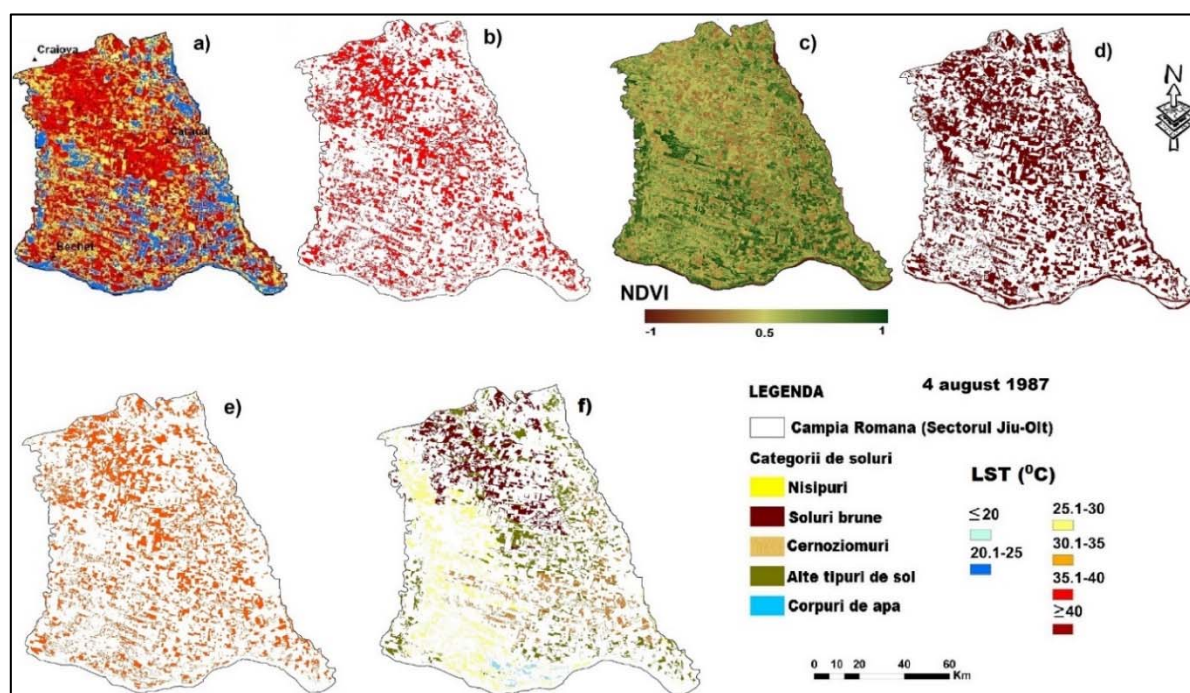 a)
b)
c)
d)
N
Craiova
Caracal
Bechet
NDVI
-1 0.5 1
e)
f)
LEGENDA
4 august 1987
Campia Romana (Sectorul Jiu-Olt)
Categorii de soluri
Nisipuri
Soluri brune
Cernoziomuri
Alte tipuri de sol
Corpuri de apa
LST (⁰C)
≤20
20.1-25
25.1-30
30.1-35
35.1-40
≥40
0 10 20 40 60
Km